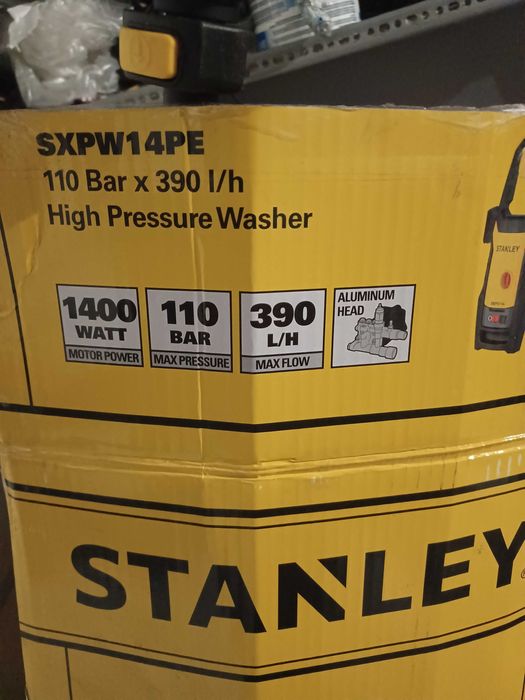 SXPW14PE
110 Bar x 390 l/h
High Pressure Washer
1400
WATT
MOTOR POWER
110
BAR
MAX PRESSURE
390
L/H
MAX FLOW
ALUMINUM
HEAD
STANLEY
STANLEY